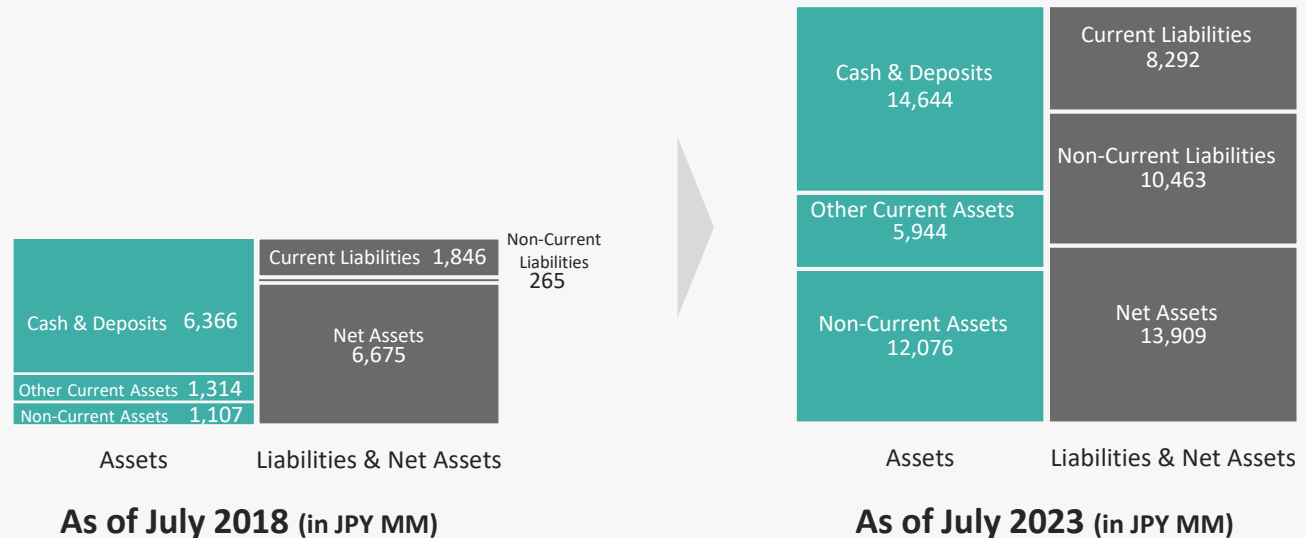 Cash & Deposits 6,366
Other Current Assets 1,314
Non-Current Assets 1,107
Current Liabilities 1,846
Non-Current
Liabilities
265
Net Assets
6,675
Assets
Liabilities & Net Assets
As of July 2018 (in JPY MM)
Cash & Deposits
14,644
Other Current Assets
5,944
Non-Current Assets
12,076
Current Liabilities
8,292
Non-Current Liabilities
10,463
Net Assets
13,909
Assets
Liabilities & Net Assets
As of July 2023 (in JPY MM)